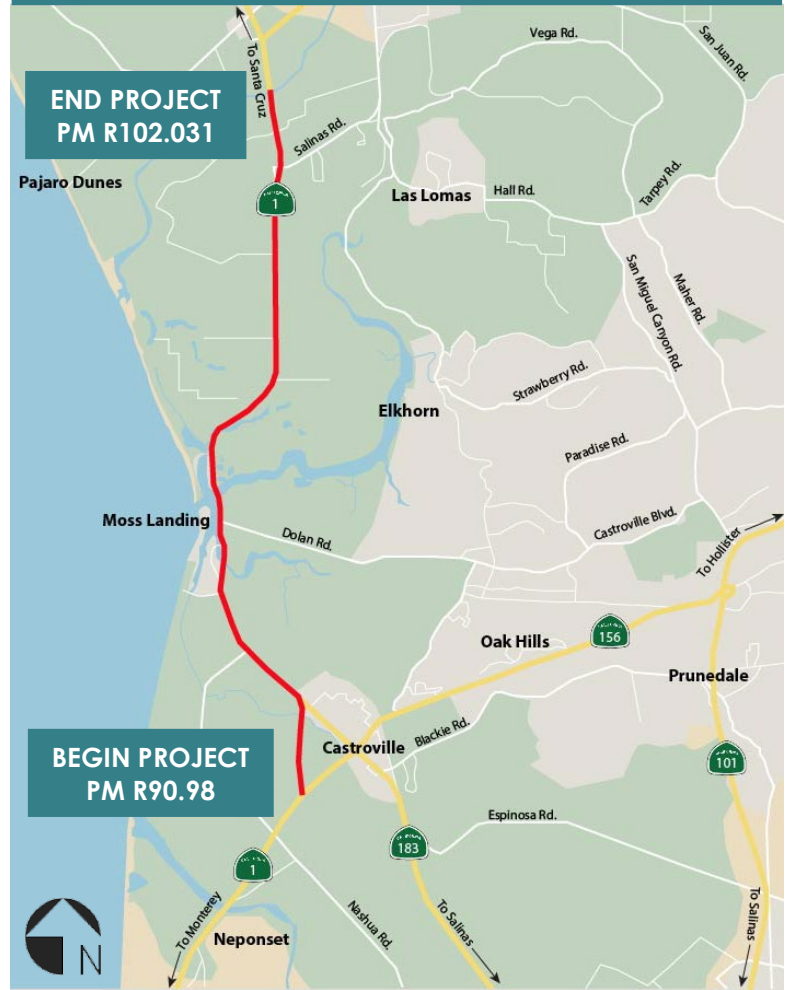 Vega Rd.
San Juan Rd.
To Santa Cruz
END PROJECT
PM R102.031
Salinas Rd.
Pajaro Dunes
1
Las Lomas
Hall Rd.
Tarpey Rd.
San Miguel Canyon Rd.
Maher Rd.
Strawberry Rd.
Elkhorn
Paradise Rd.
Moss Landing
Dolan Rd.
Castroville Blvd.
To Hollister
Oak Hills
156
Prunedale
BEGIN PROJECT
PM R90.98
Castroville
Blackie Rd.
101
Espinosa Rd.
183
1
To Monterey
Neponset
Nashua Rd.
To Salinas
To Salinas
N